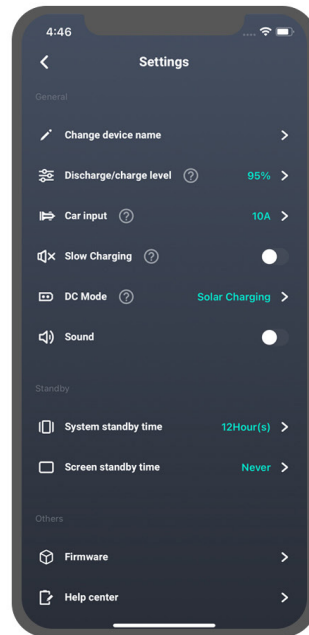 4:46
Settings
General
Change device name
Discharge/charge level ? 95%
Car input ? 10A
Slow Charging ?
DC Mode ? Solar Charging
Sound
Standby
System standby time 12Hour(s)
Screen standby time Never
Others
Firmware
Help center